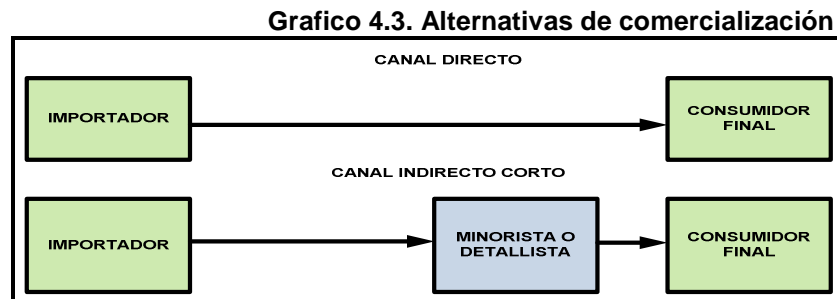 Grafico 4.3. Alternativas de comercialización
CANAL DIRECTO
IMPORTADOR
CONSUMIDOR
FINAL
CANAL INDIRECTO CORTO
IMPORTADOR
MINORISTA O
DETALLISTA
CONSUMIDOR
FINAL